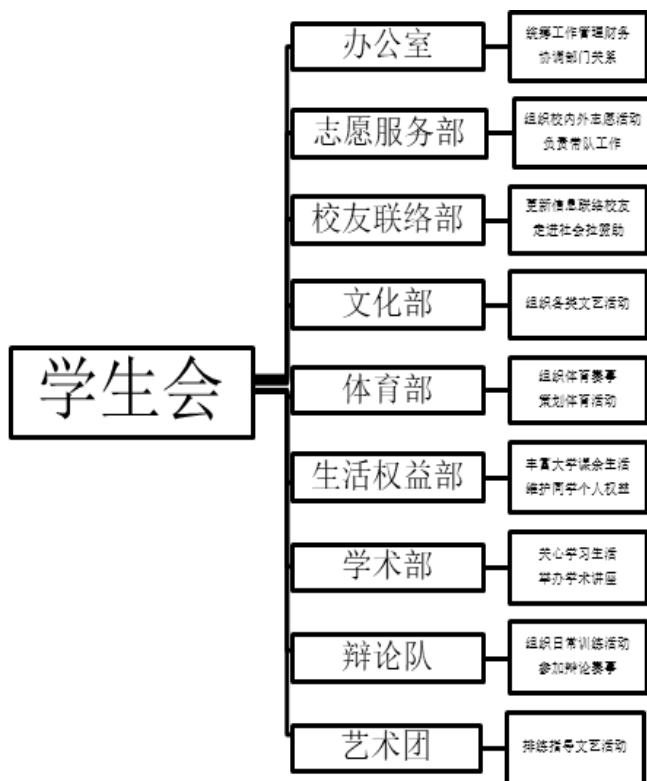 学生会
办公室
统筹工作管理财务
协调部门关系
志愿服务部
组织校内外志愿活动
负责带队工作
校友联络部
更新信息联络校友
走进社会拉赞助
文化部
组织各类文艺活动
体育部
组织体育赛事
策划体育活动
生活权益部
丰富大学课余生活
维护同学个人权益
学术部
关心学习生活
举办学术讲座
辩论队
组织日常训练活动
参加辩论赛事
艺术团
排练指导文艺活动